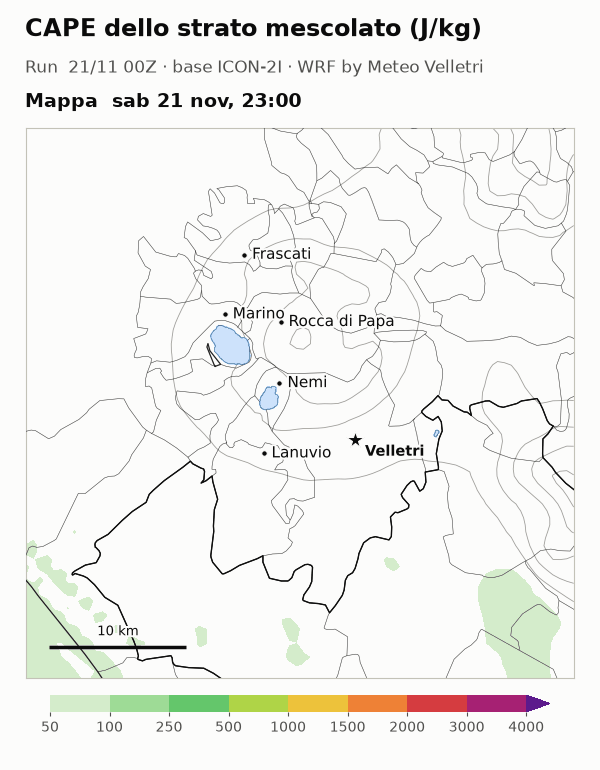 CAPE dello strato mescolato (J/kg)
Run  21/11 00Z · base ICON-2I · WRF by Meteo Velletri
Mappa  sab 21 nov, 23:00
Frascati
Marino
Rocca di Papa
Nemi
Velletri
Lanuvio
10 km
50 100 250 500 1000 1500 2000 3000 4000